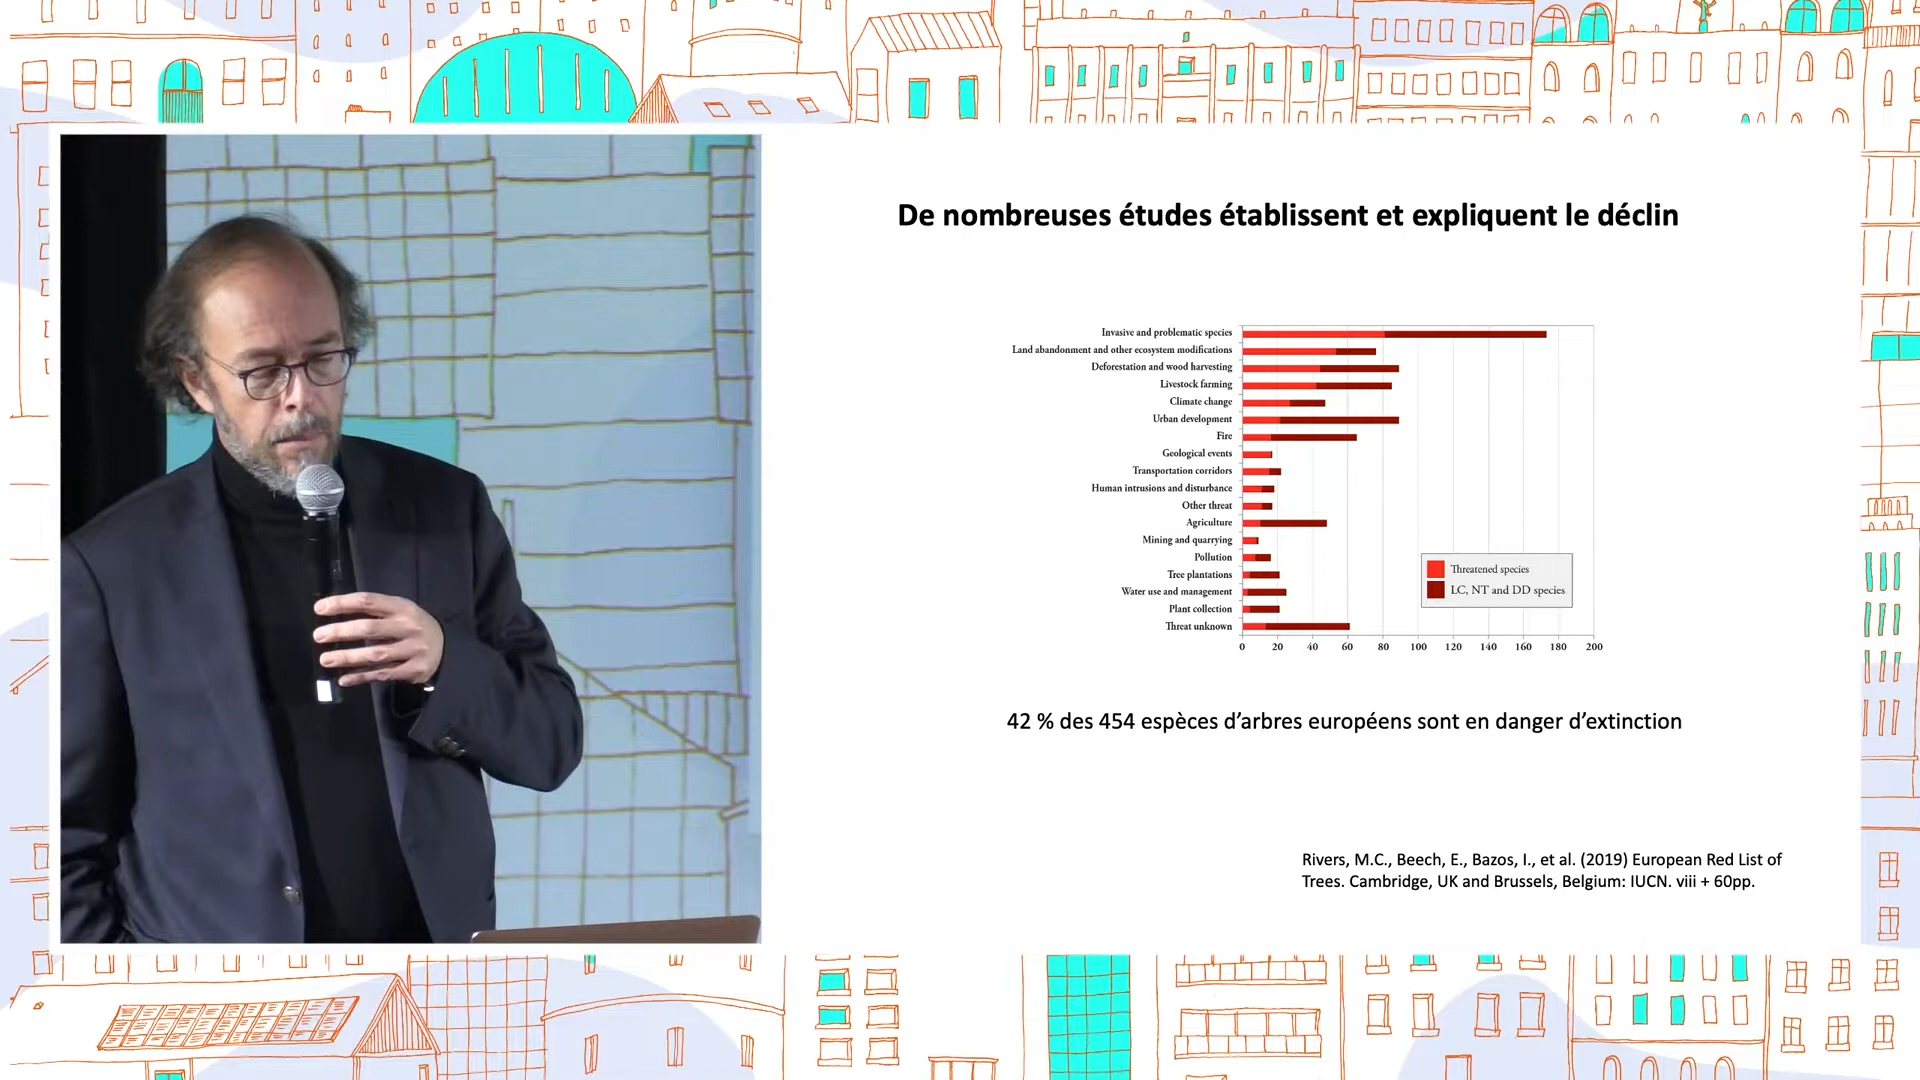 De nombreuses études établissent et expliquent le déclin
Invasive and problematic species
Land abandonment and other ecosystem modifications
Deforestation and wood harvesting
Livestock farming
Climate change
Urban development
Fire
Geological events
Transportation corridors
Human intrusions and disturbance
Other threat
Agriculture
Mining and quarrying
Pollution
Tree plantations
Water use and management
Plant collection
Threat unknown
Threatened species
LC, NT and DD species
0 20 40 60 80 100 120 140 160 180 200
42 % des 454 espèces d’arbres européens sont en danger d’extinction
Rivers, M.C., Beech, E., Bazos, I., et al. (2019) European Red List of
Trees. Cambridge, UK and Brussels, Belgium: IUCN. viii + 60pp.